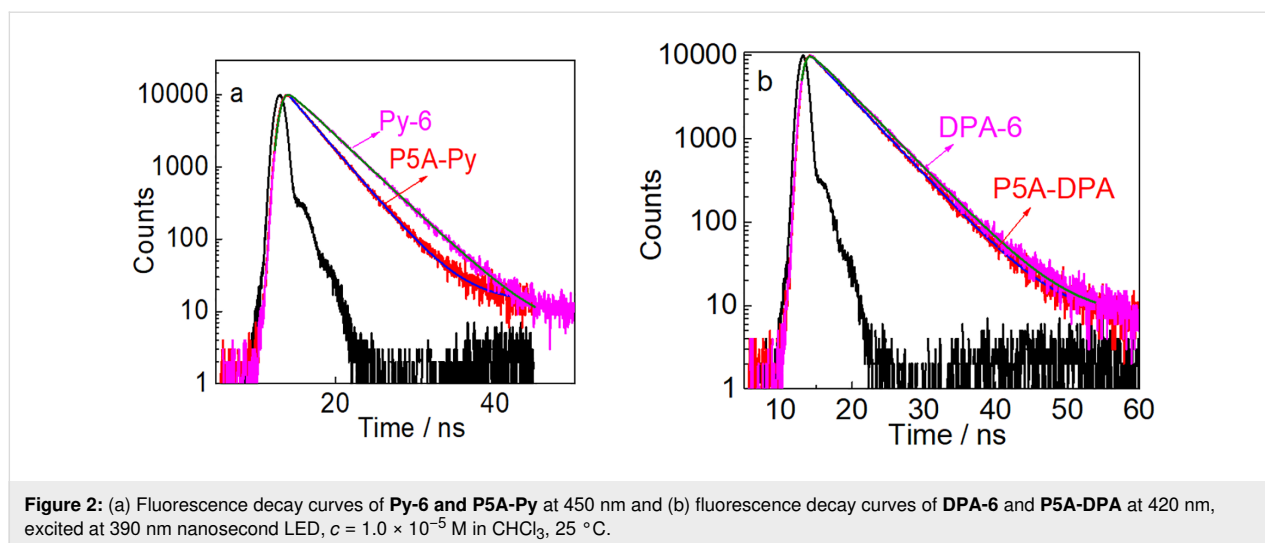 a
Py-6
P5A-Py
Counts
10000
1000
100
10
1
20
40
Time / ns
b
DPA-6
P5A-DPA
Counts
10000
1000
100
10
1
10
20
30
40
50
60
Time / ns
Figure 2: (a) Fluorescence decay curves of Py-6 and P5A-Py at 450 nm and (b) fluorescence decay curves of DPA-6 and P5A-DPA at 420 nm,
excited at 390 nm nanosecond LED, c = 1.0 × 10⁻⁵ M in CHCl₃, 25 °C.